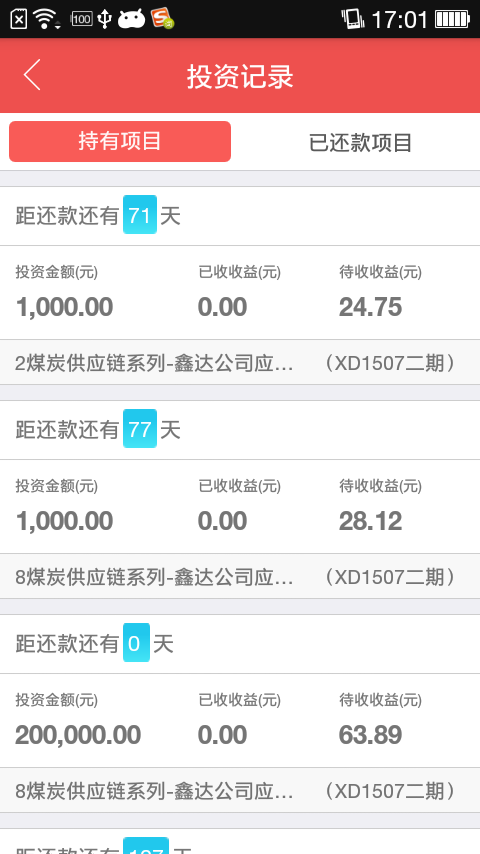 100 17:01
投资记录
持有项目 已还款项目
距还款还有 71 天
投资金额(元) 已收收益(元) 待收收益(元)
1,000.00 0.00 24.75
2煤炭供应链系列-鑫达公司应... （XD1507二期）
距还款还有 77 天
投资金额(元) 已收收益(元) 待收收益(元)
1,000.00 0.00 28.12
8煤炭供应链系列-鑫达公司应... （XD1507二期）
距还款还有 0 天
投资金额(元) 已收收益(元) 待收收益(元)
200,000.00 0.00 63.89
8煤炭供应链系列-鑫达公司应... （XD1507二期）
距还款还有 天